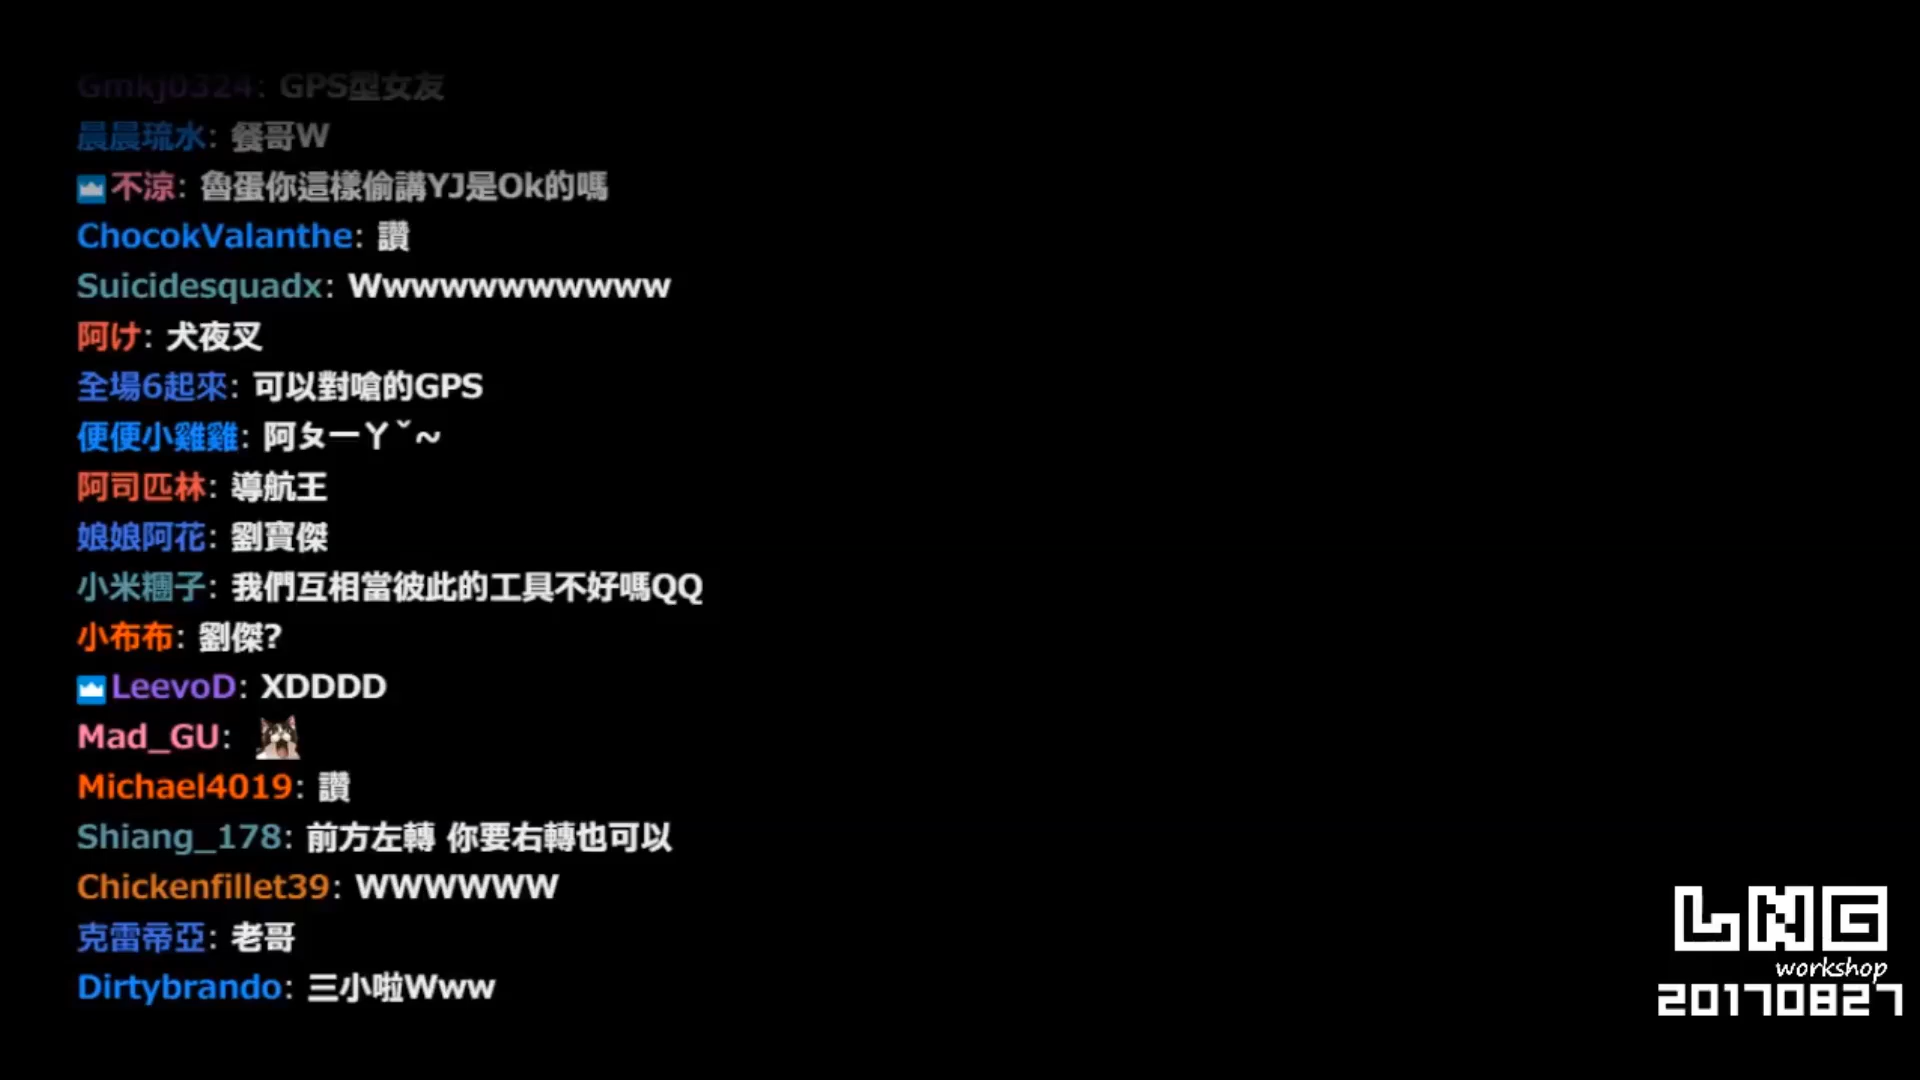 Gmkj0324: GPS型女友
晨晨琉水: 餐哥W
不涼: 魯蛋你這樣偷講YJ是Ok的嗎
ChocokValanthe: 讚
Suicidesquadx: Wwwwwwwwwww
阿け: 犬夜叉
全場6起來: 可以對嗆的GPS
便便小雞雞: 阿ㄆㄧㄚˇ~
阿司匹林: 導航王
娘娘阿花: 劉寶傑
小米糰子: 我們互相當彼此的工具不好嗎QQ
小布布: 劉傑?
LeevoD: XDDDD
Mad_GU:
Michael4019: 讚
Shiang_178: 前方左轉 你要右轉也可以
Chickenfillet39: WWWWWW
克雷帝亞: 老哥
Dirtybrando: 三小啦Www
LNG
workshop
20170827